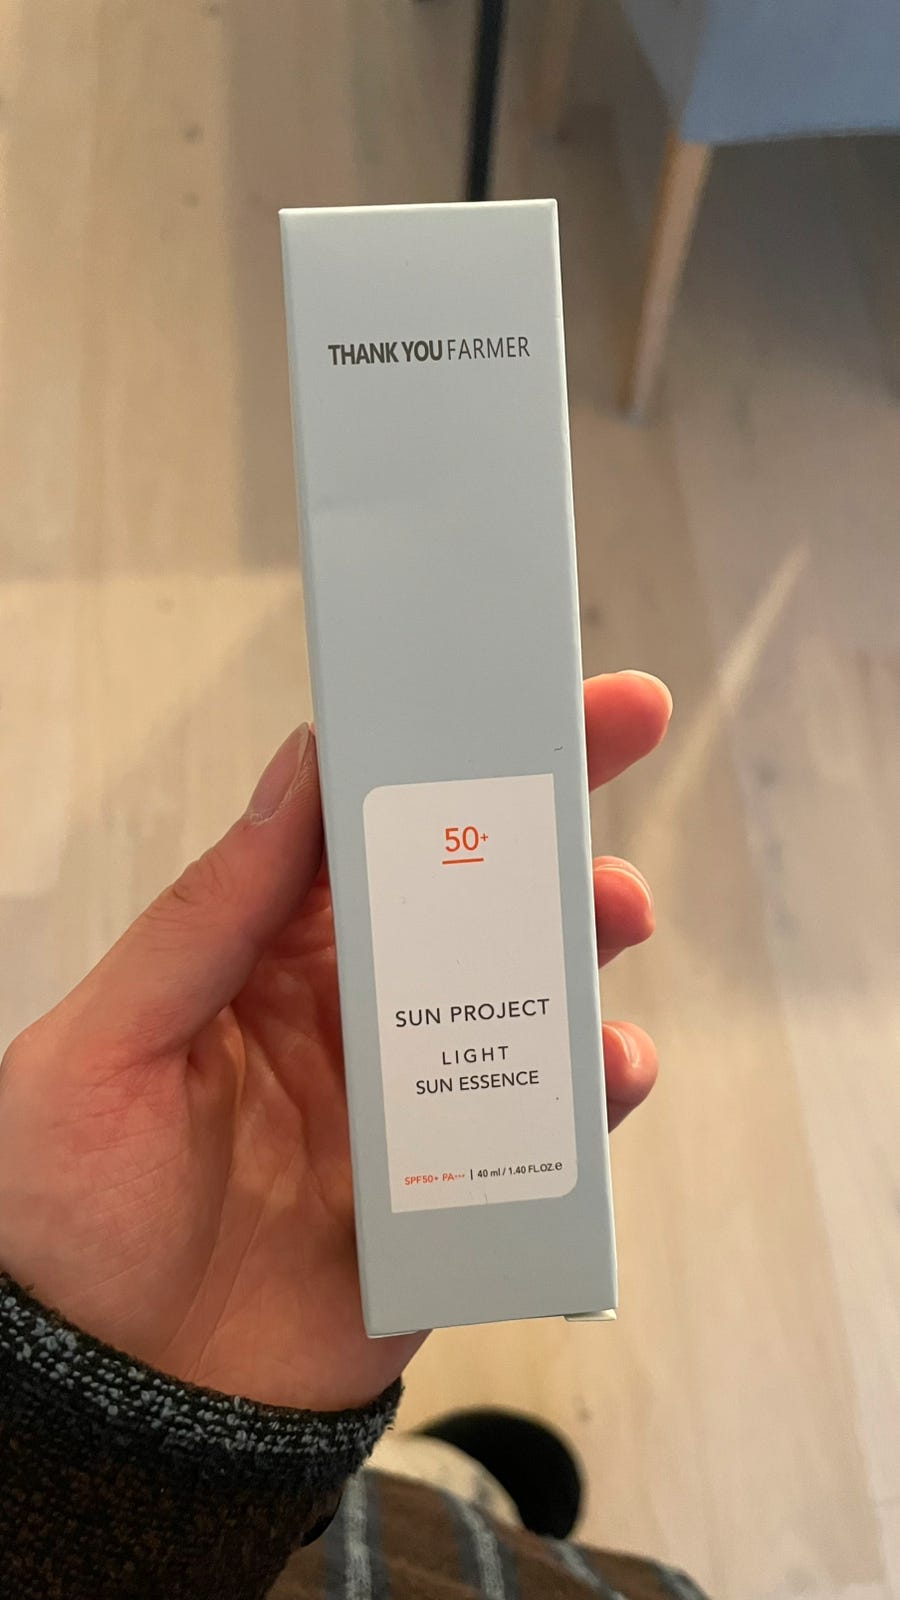 THANK YOU FARMER
50+
SUN PROJECT
LIGHT
SUN ESSENCE
SPF50+ PA+++ | 40 ml / 1.40 FL.OZ.e